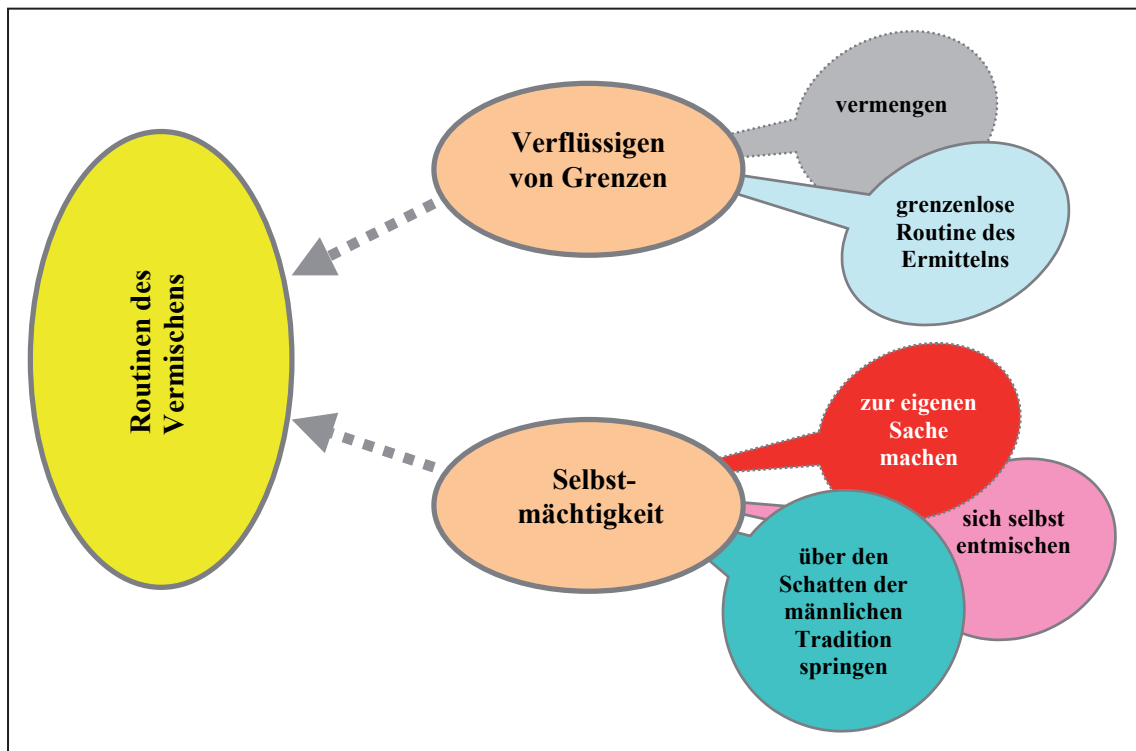 Routinen des
Vermischens
Verflüssigen
von Grenzen
vermengen
grenzenlose
Routine des
Ermittelns
Selbst-
mächtigkeit
zur eigenen
Sache
machen
sich selbst
entmischen
über den
Schatten der
männlichen
Tradition
springen